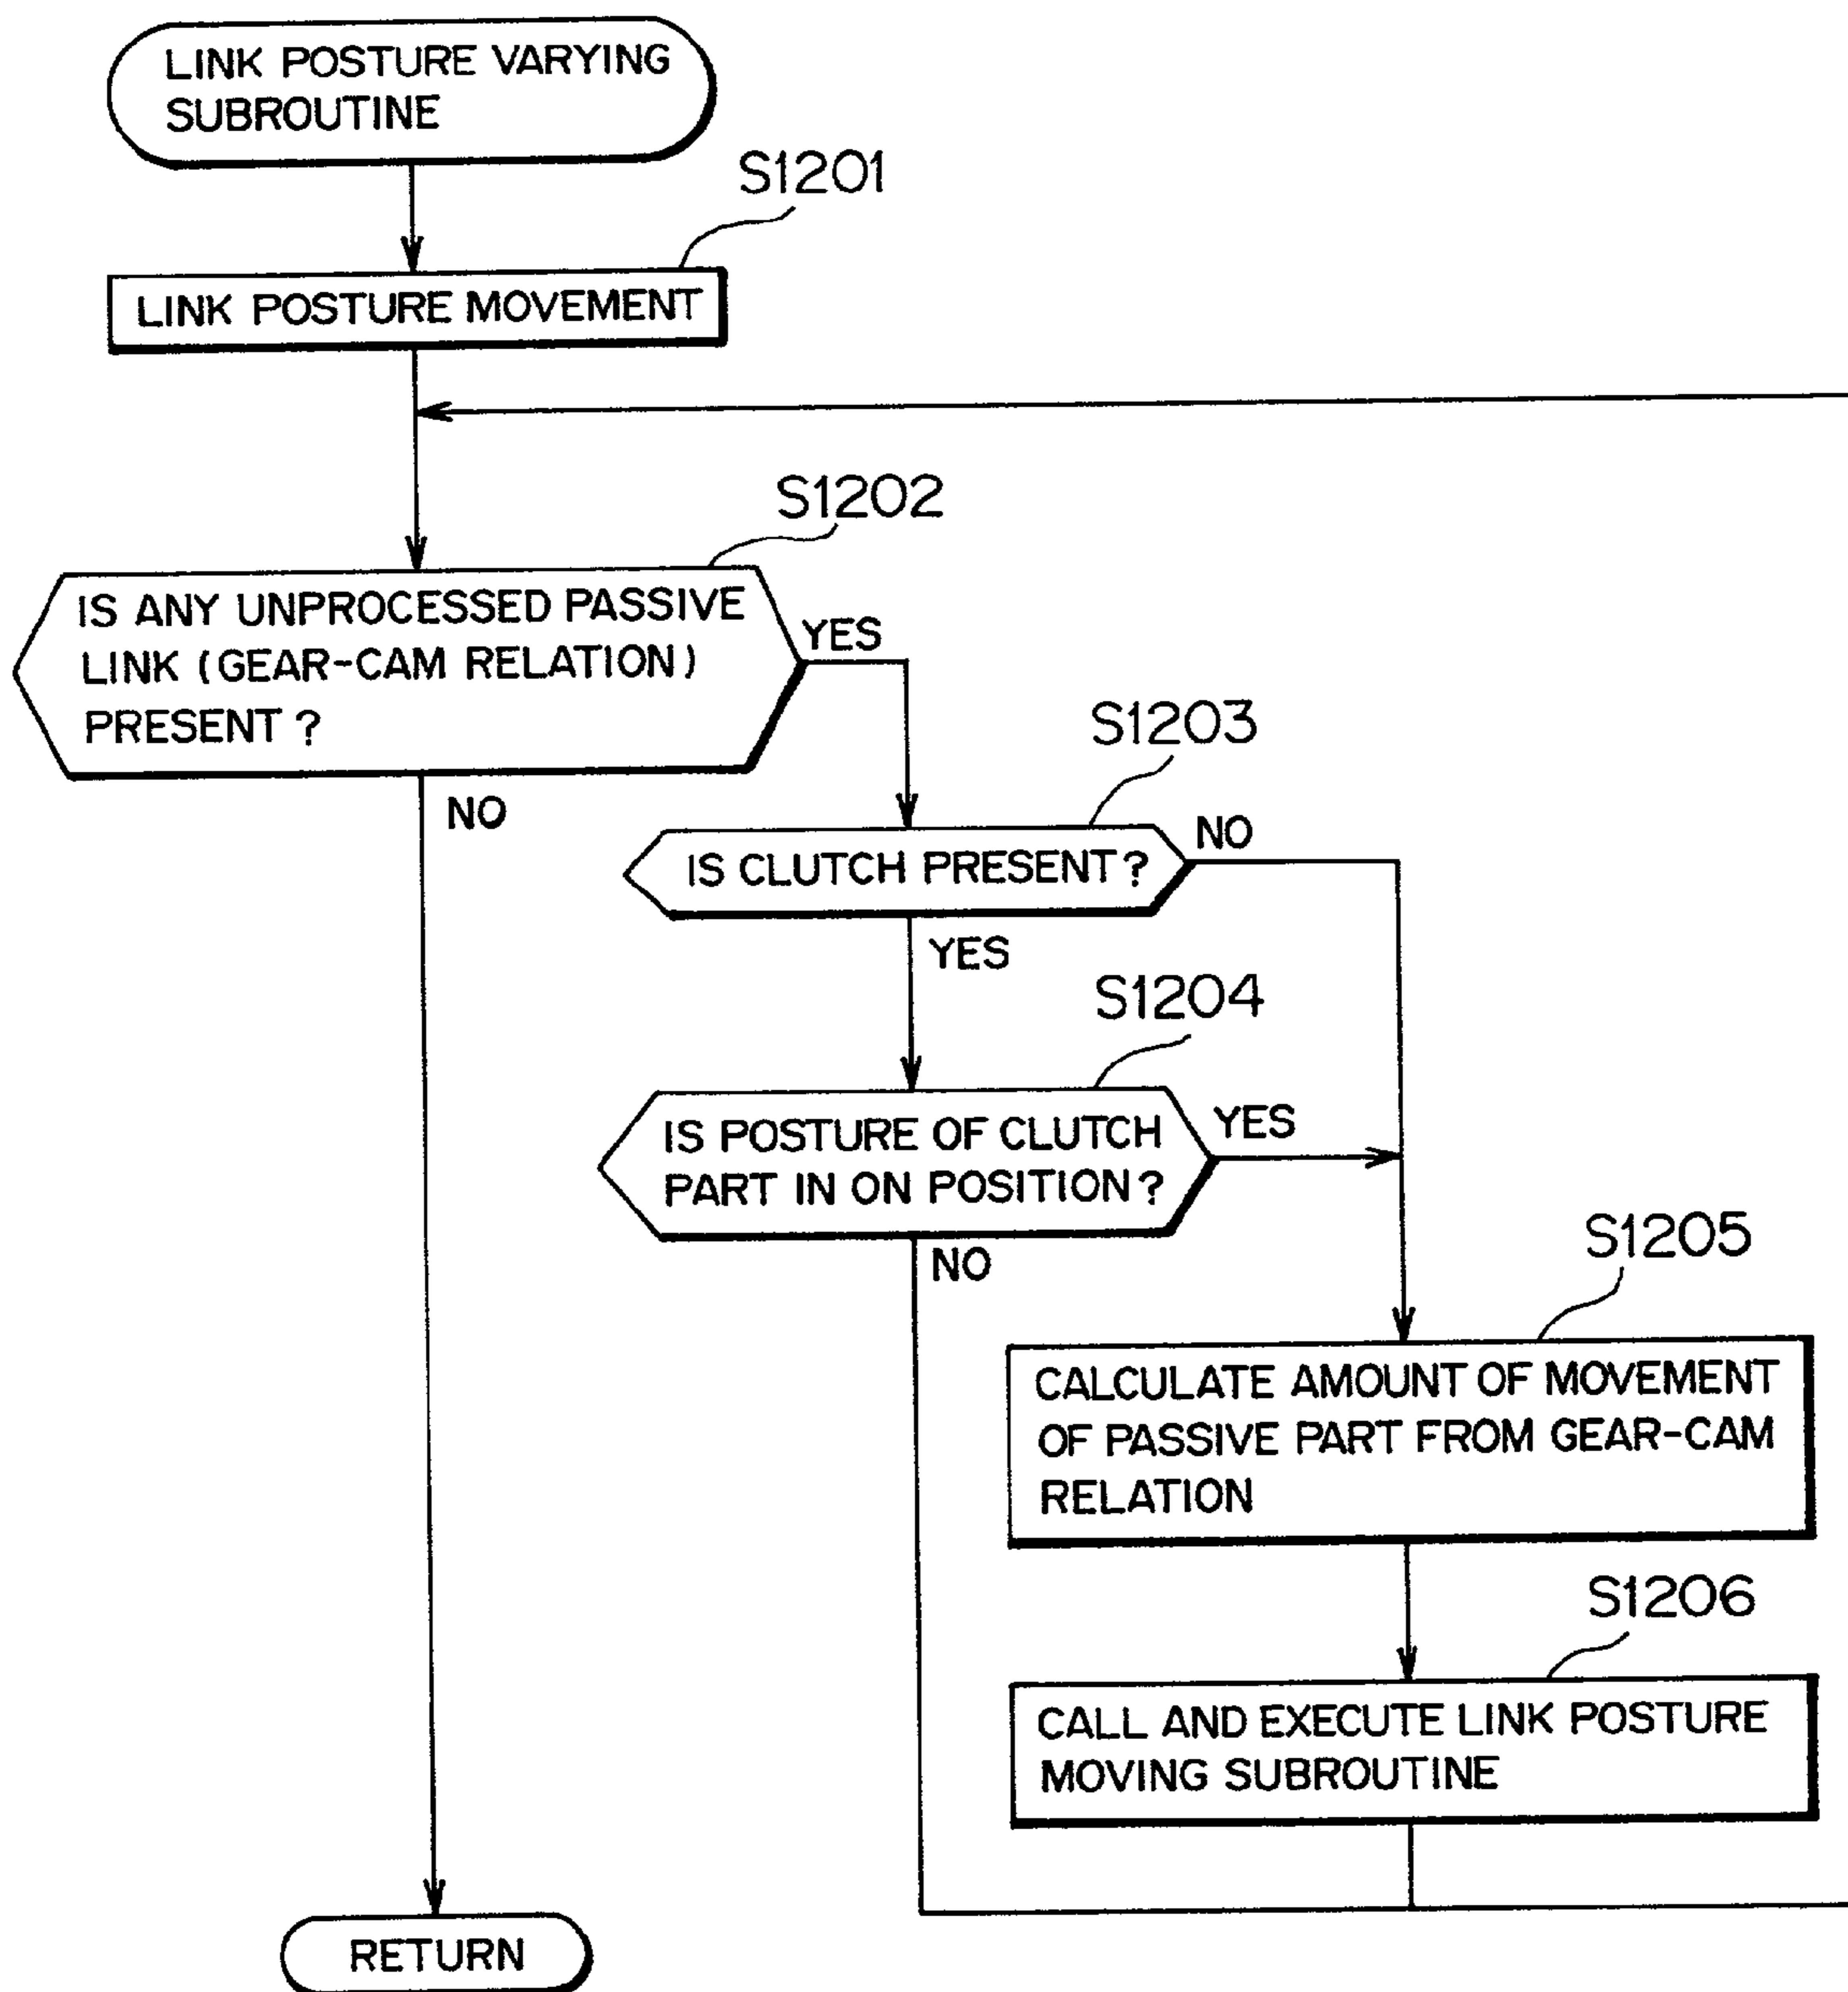 LINK POSTURE VARYING
SUBROUTINE
S1201
LINK POSTURE MOVEMENT
S1202
IS ANY UNPROCESSED PASSIVE
LINK (GEAR-CAM RELATION)
PRESENT ?
YES
NO
S1203
IS CLUTCH PRESENT ?
NO
YES
S1204
IS POSTURE OF CLUTCH
PART IN ON POSITION ?
YES
NO
S1205
CALCULATE AMOUNT OF MOVEMENT
OF PASSIVE PART FROM GEAR-CAM
RELATION
S1206
CALL AND EXECUTE LINK POSTURE
MOVING SUBROUTINE
RETURN